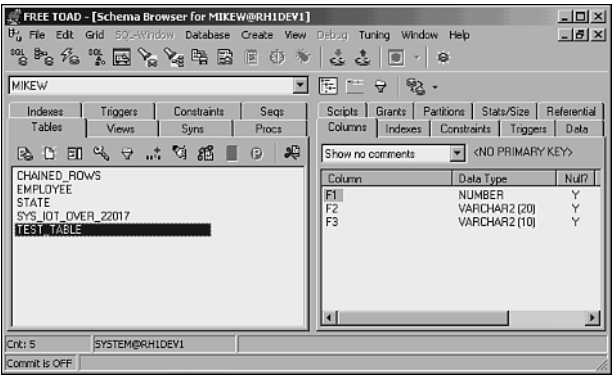 FREE TOAD - [Schema Browser for MIKEW@RH1DEV1]
File Edit Grid SQL-Window Database Create View Debug Tuning Window Help
MIKEW
Indexes Triggers Constraints Seqs
Tables Views Syns Procs
CHAINED_ROWS
EMPLOYEE
STATE
SYS_IOT_OVER_22017
TEST_TABLE
Scripts Grants Partitions Stats/Size Referential
Columns Indexes Constraints Triggers Data
Show no comments <NO PRIMARY KEY>
Column Data Type Null?
F1 NUMBER Y
F2 VARCHAR2 (20) Y
F3 VARCHAR2 (10) Y
Cnt: 5 SYSTEM@RH1DEV1
Commit is OFF